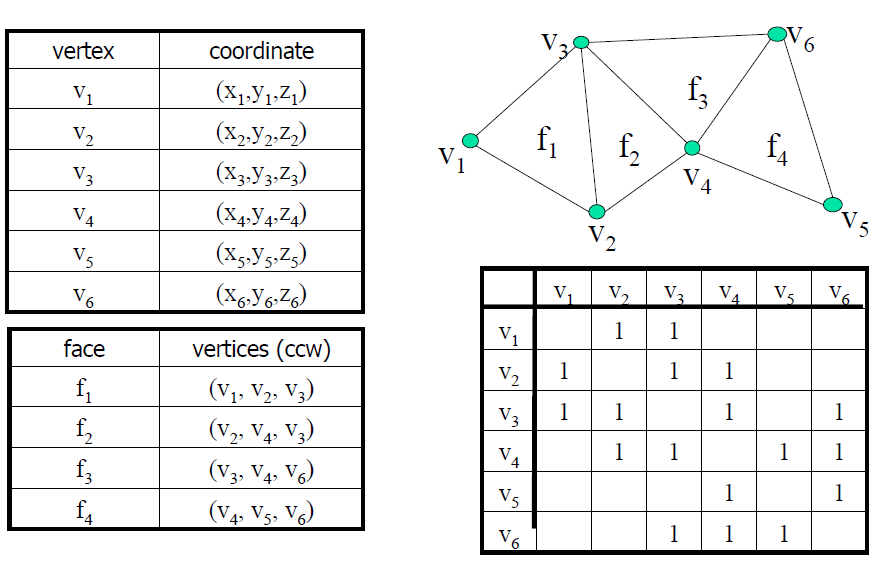 vertex coordinate
v₁ (x₁,y₁,z₁)
v₂ (x₂,y₂,z₂)
v₃ (x₃,y₃,z₃)
v₄ (x₄,y₄,z₄)
v₅ (x₅,y₅,z₅)
v₆ (x₆,y₆,z₆)
face vertices (ccw)
f₁ (v₁, v₂, v₃)
f₂ (v₂, v₄, v₃)
f₃ (v₃, v₄, v₆)
f₄ (v₄, v₅, v₆)
v₃ v₆
f₃
v₁ f₁ f₂ f₄
v₄
v₂ v₅
v₁ v₂ v₃ v₄ v₅ v₆
v₁ 1 1
v₂ 1 1 1
v₃ 1 1 1 1
v₄ 1 1 1 1
v₅ 1 1
v₆ 1 1 1